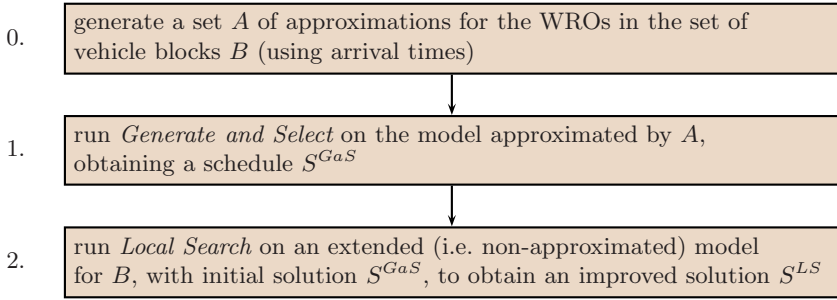 0. generate a set A of approximations for the WROs in the set of
vehicle blocks B (using arrival times)
1. run Generate and Select on the model approximated by A,
obtaining a schedule S^{GaS}
2. run Local Search on an extended (i.e. non-approximated) model
for B, with initial solution S^{GaS}, to obtain an improved solution S^{LS}